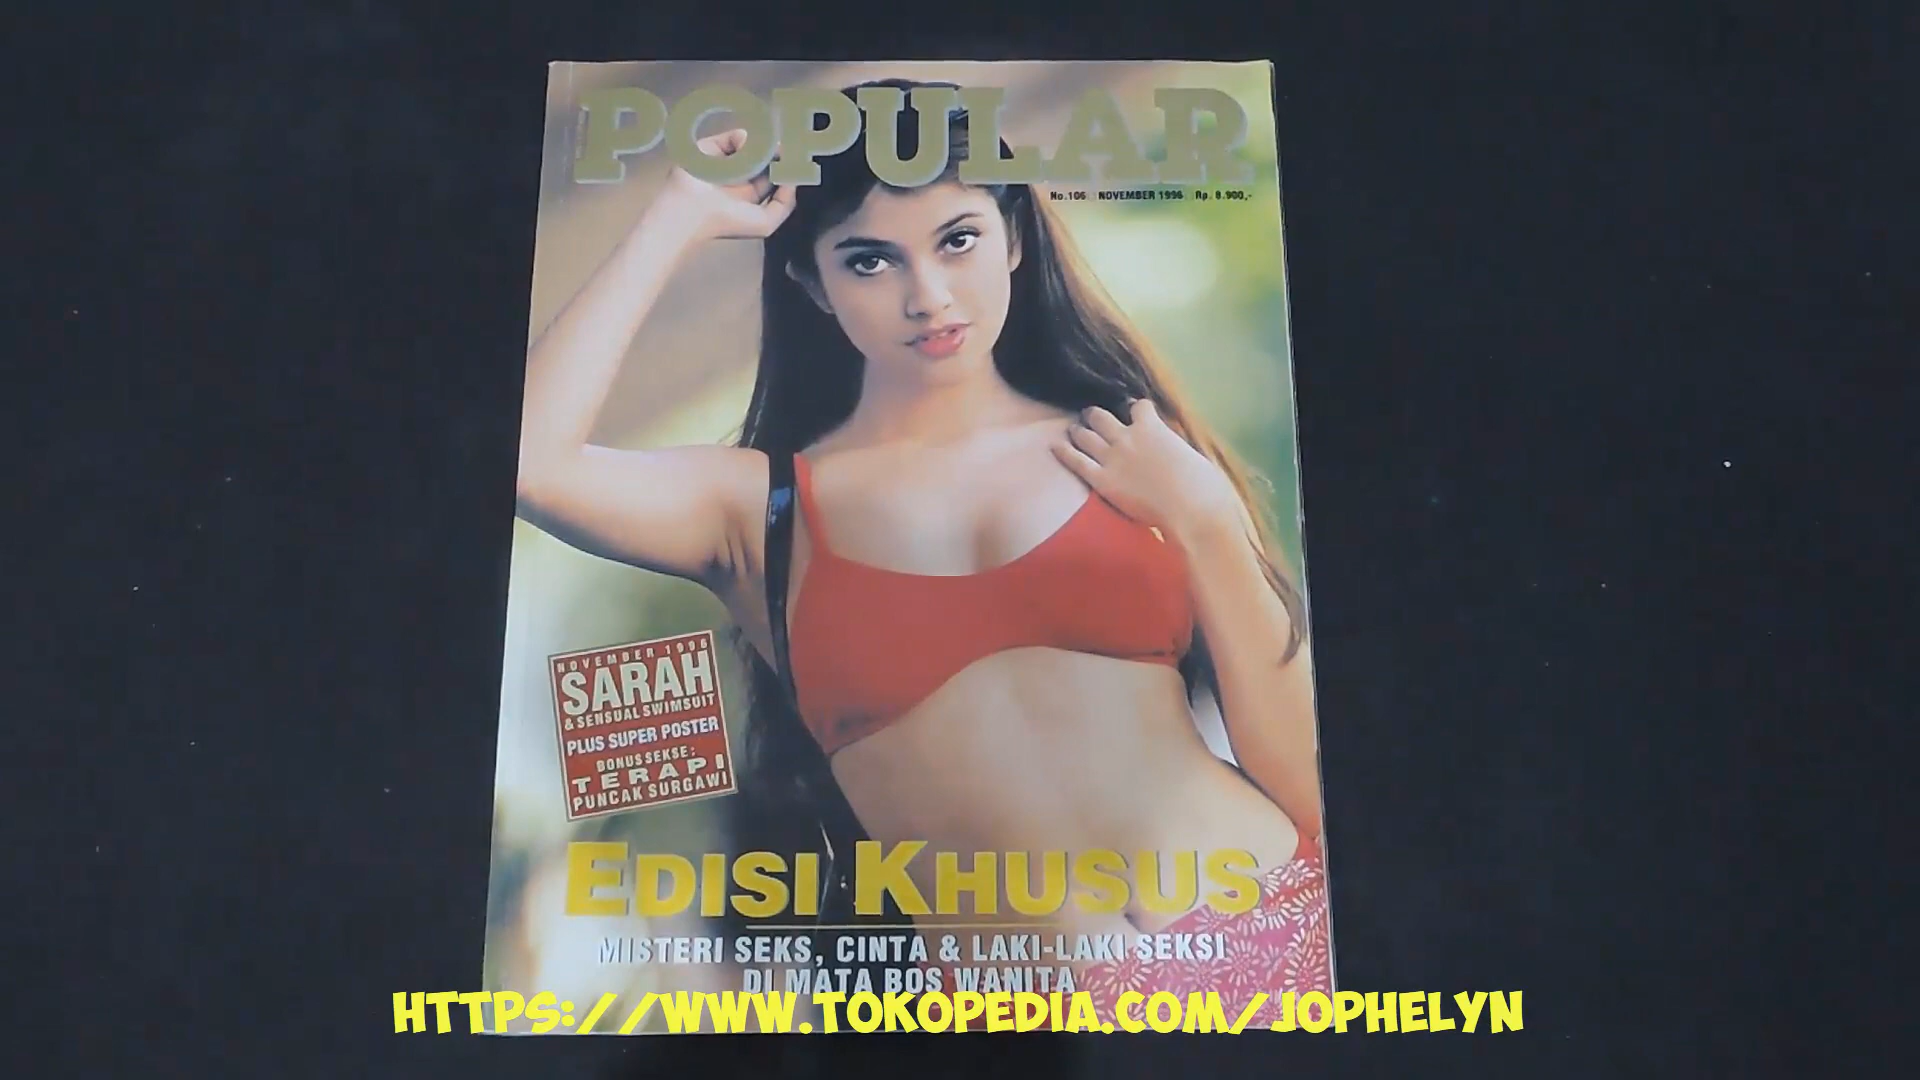 POPULAR
No.106 NOVEMBER 1996 Rp. 8.900,-
NOVEMBER 1996
SARAH
& SENSUAL SWIMSUIT
PLUS SUPER POSTER
BONUS SEKSE:
TERAPI
PUNCAK SURGAWI
EDISI KHUSUS
MISTERI SEKS, CINTA & LAKI-LAKI SEKSI
DI MATA BOS WANITA
HTTPS://WWW.TOKOPEDIA.COM/JOPHELYN